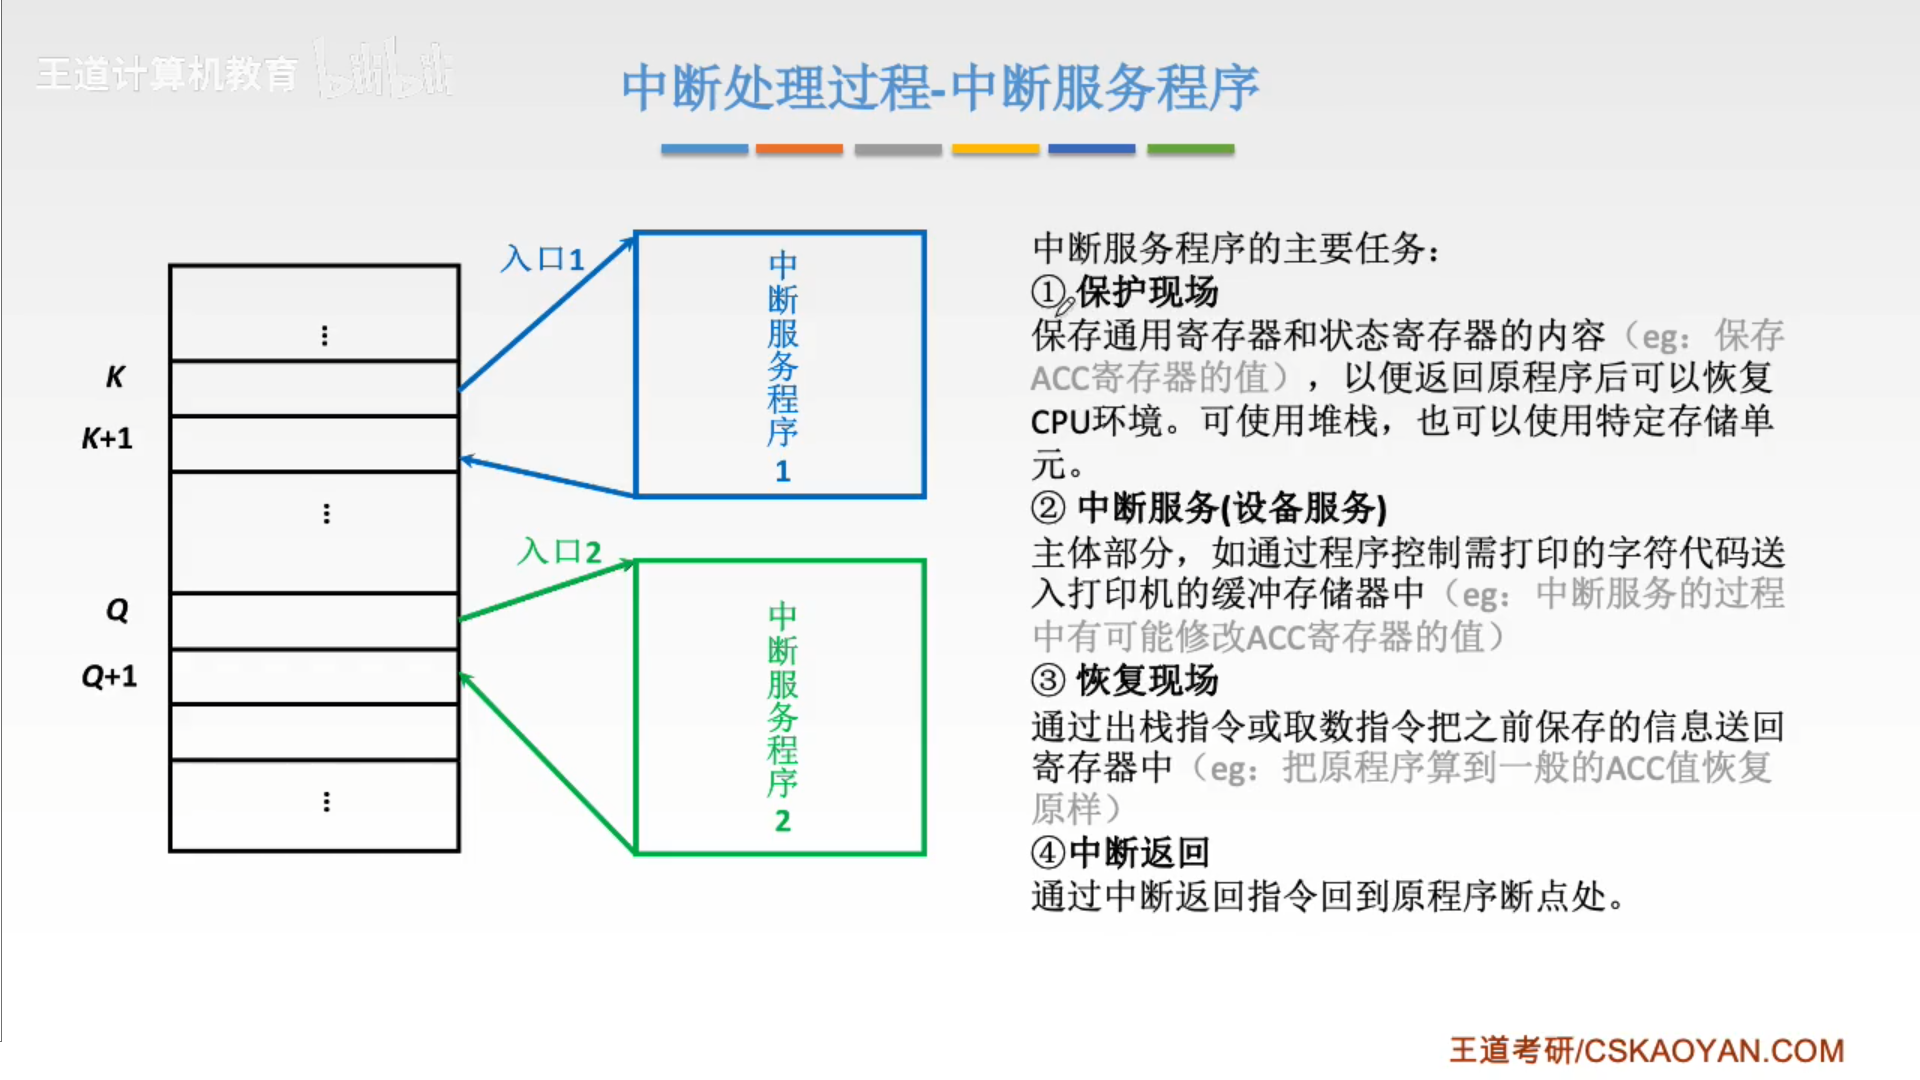 王道计算机教育 bilibili
中断处理过程-中断服务程序
入口1
中断服务程序1
⋮
K
K+1
⋮
入口2
中断服务程序2
Q
Q+1
⋮
中断服务程序的主要任务：
① 保护现场
保存通用寄存器和状态寄存器的内容（eg：保存
ACC寄存器的值），以便返回原程序后可以恢复
CPU环境。可使用堆栈，也可以使用特定存储单
元。
② 中断服务(设备服务)
主体部分，如通过程序控制需打印的字符代码送
入打印机的缓冲存储器中（eg：中断服务的过程
中有可能修改ACC寄存器的值）
③ 恢复现场
通过出栈指令或取数指令把之前保存的信息送回
寄存器中（eg：把原程序算到一般的ACC值恢复
原样）
④中断返回
通过中断返回指令回到原程序断点处。
王道考研/CSKAOYAN.COM